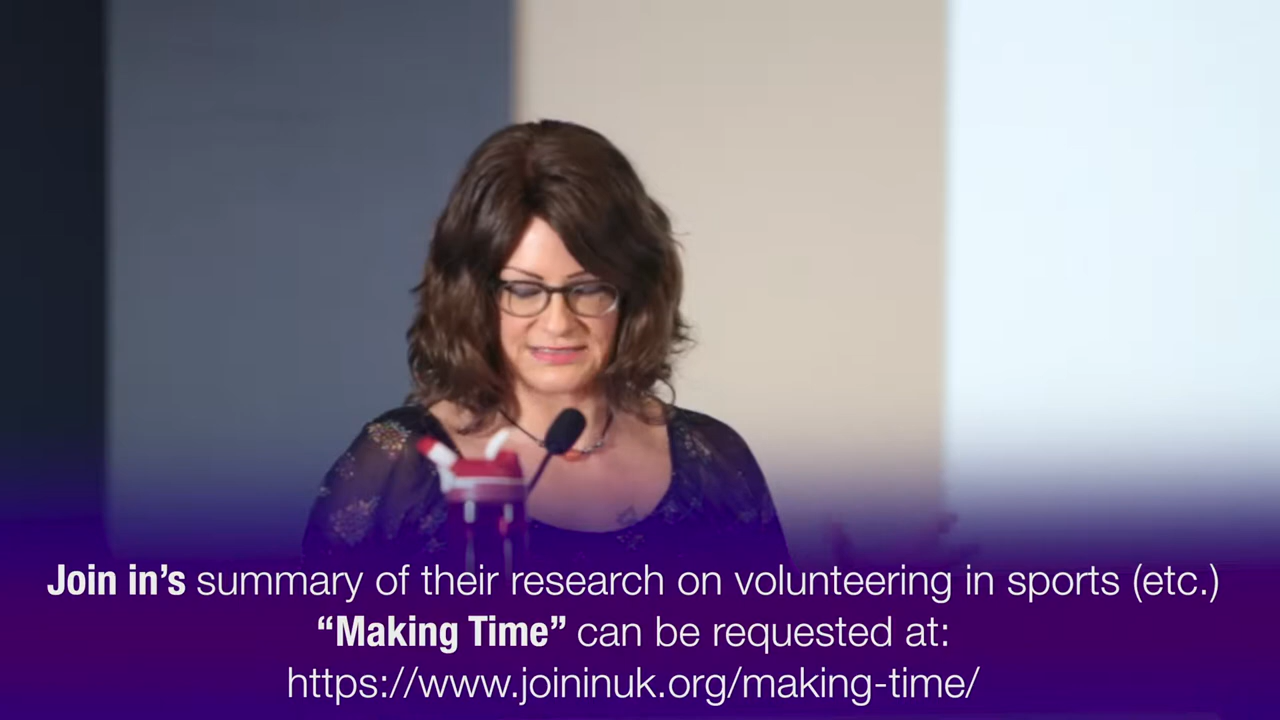 Join in’s summary of their research on volunteering in sports (etc.)
“Making Time” can be requested at:
https://www.joininuk.org/making-time/